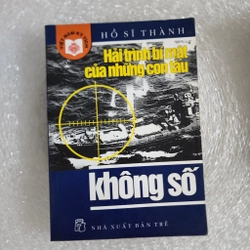 HỒ SĨ THÀNH
Hải trình bí mật
của những con tàu
không số
NHÀ XUẤT BẢN TRẺ